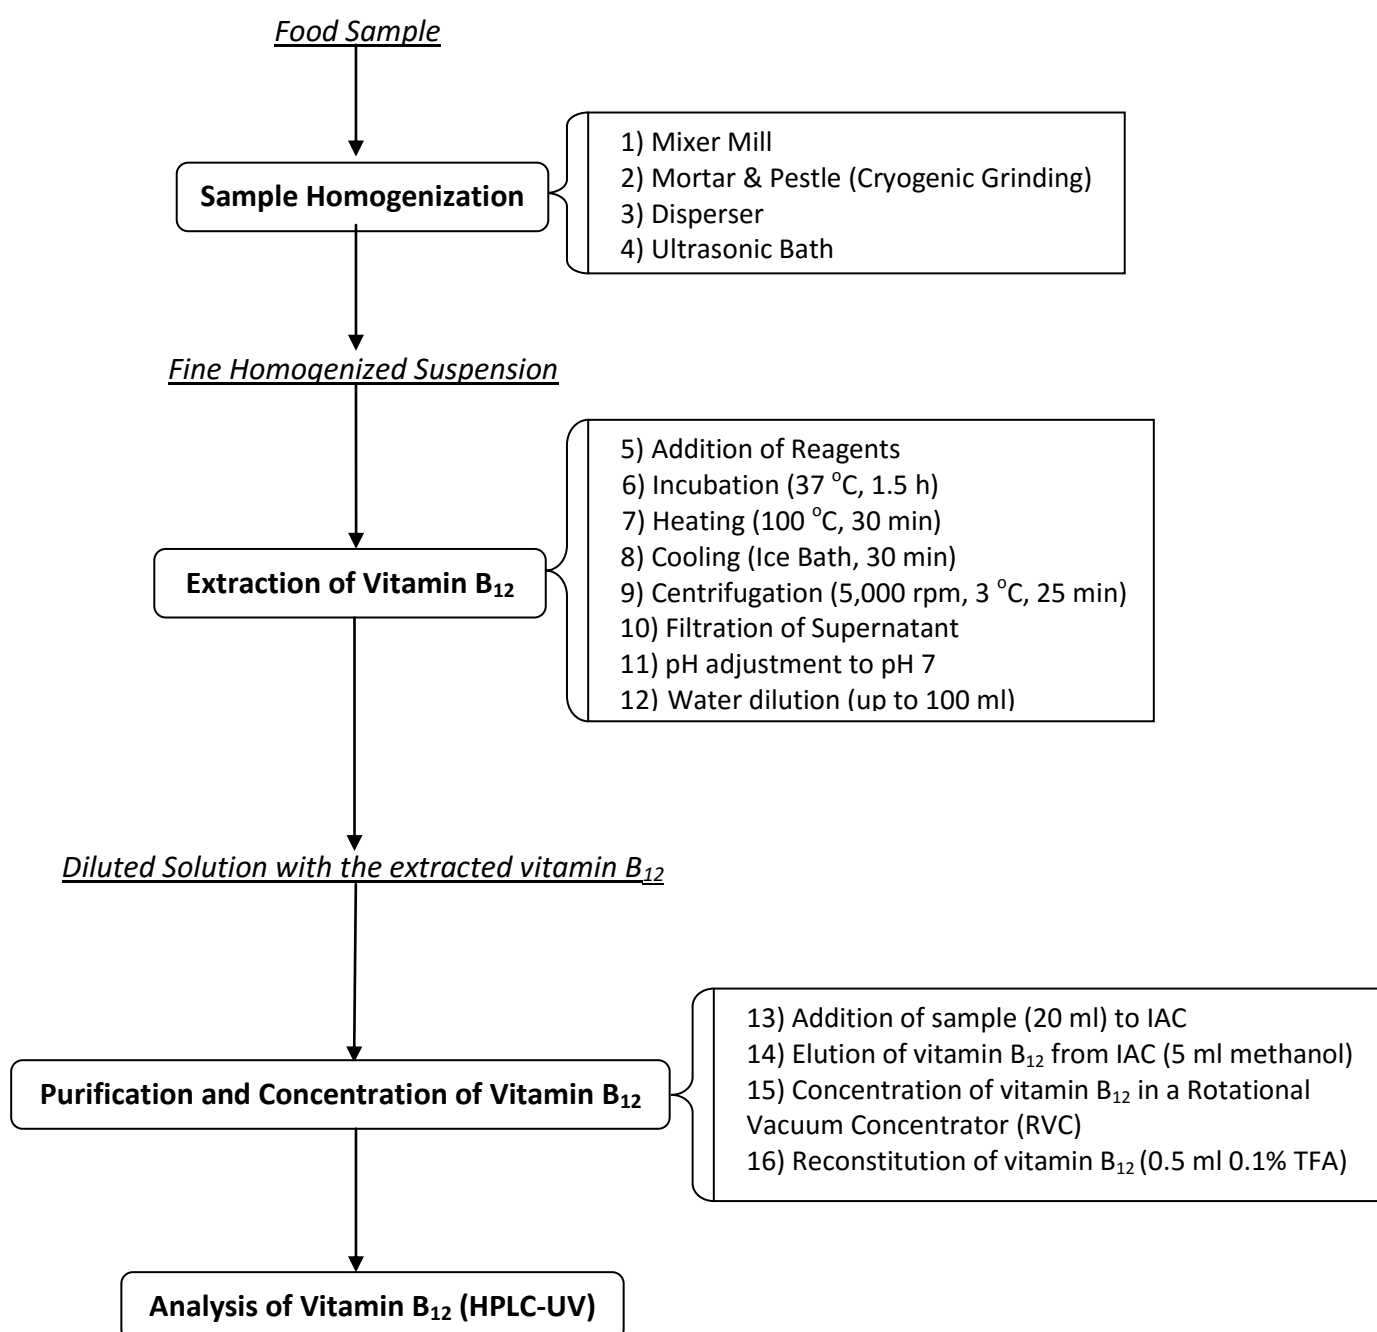 Food Sample
1) Mixer Mill
2) Mortar & Pestle (Cryogenic Grinding)
3) Disperser
4) Ultrasonic Bath
Sample Homogenization
Fine Homogenized Suspension
5) Addition of Reagents
6) Incubation (37 °C, 1.5 h)
7) Heating (100 °C, 30 min)
8) Cooling (Ice Bath, 30 min)
9) Centrifugation (5,000 rpm, 3 °C, 25 min)
10) Filtration of Supernatant
11) pH adjustment to pH 7
12) Water dilution (up to 100 ml)
Extraction of Vitamin B₁₂
Diluted Solution with the extracted vitamin B₁₂
13) Addition of sample (20 ml) to IAC
14) Elution of vitamin B₁₂ from IAC (5 ml methanol)
15) Concentration of vitamin B₁₂ in a Rotational
Vacuum Concentrator (RVC)
16) Reconstitution of vitamin B₁₂ (0.5 ml 0.1% TFA)
Purification and Concentration of Vitamin B₁₂
Analysis of Vitamin B₁₂ (HPLC-UV)